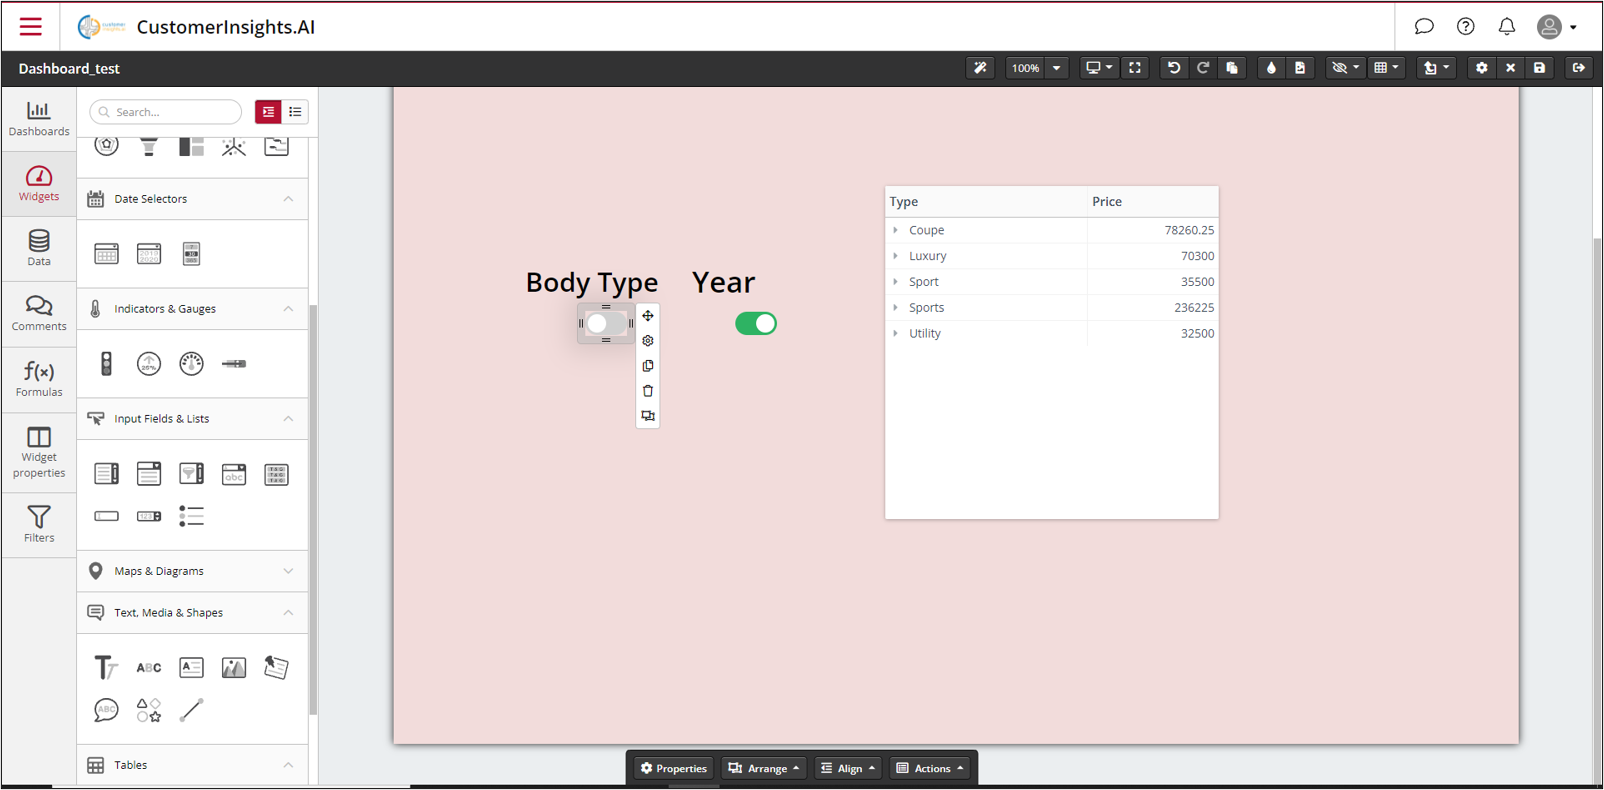 CustomerInsights.AI
Dashboard_test
100%
Dashboards
Widgets
Data
Comments
f(x)
Formulas
Widget
properties
Filters
Search...
Date Selectors
Indicators & Gauges
Input Fields & Lists
Maps & Diagrams
Text, Media & Shapes
ABC
Tables
Body Type
Year
Type Price
Coupe 78260.25
Luxury 70300
Sport 35500
Sports 236225
Utility 32500
Properties Arrange Align Actions